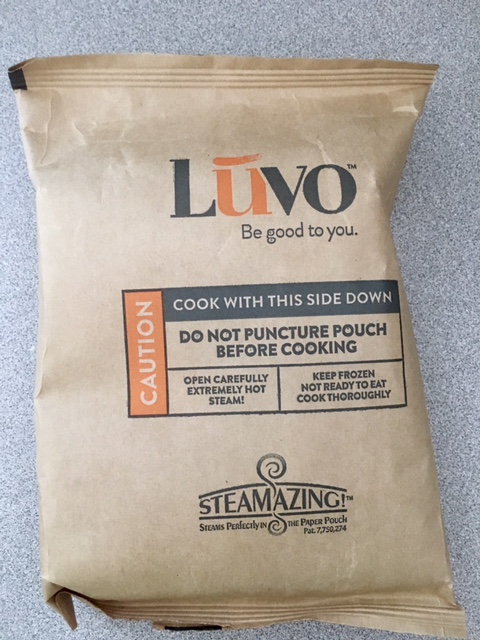 Lūvo™
Be good to you.
CAUTION
COOK WITH THIS SIDE DOWN
DO NOT PUNCTURE POUCH
BEFORE COOKING
OPEN CAREFULLY
EXTREMELY HOT
STEAM!
KEEP FROZEN
NOT READY TO EAT
COOK THOROUGHLY
STEAMAZING!™
STEAMS PERFECTLY IN THE PAPER POUCH
Pat. 7,750,274